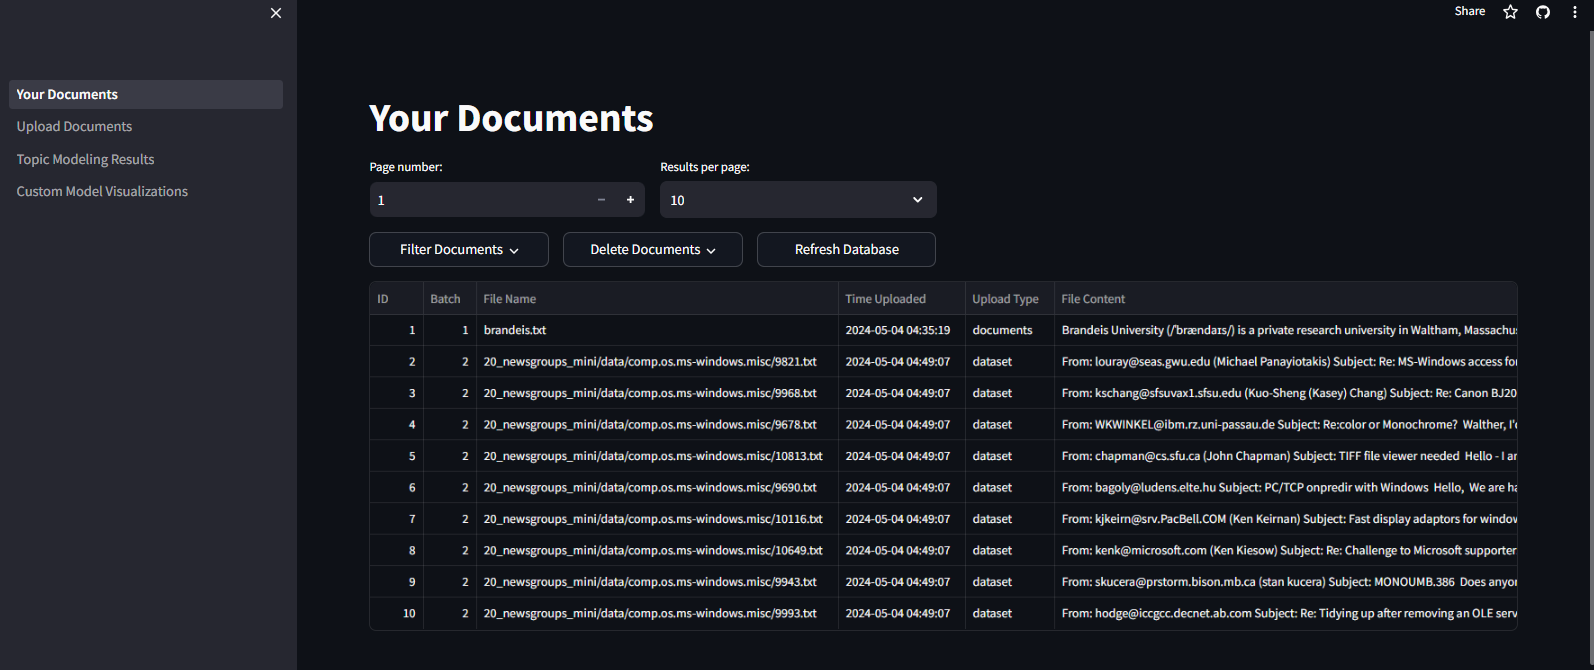 Share
Your Documents
Upload Documents
Topic Modeling Results
Custom Model Visualizations
Your Documents
Page number: Results per page:
1 − + 10
Filter Documents Delete Documents Refresh Database
ID Batch File Name Time Uploaded Upload Type File Content
1 1 brandeis.txt 2024-05-04 04:35:19 documents Brandeis University (/ˈbrændaɪs/) is a private research university in Waltham, Massachu
2 2 20_newsgroups_mini/data/comp.os.ms-windows.misc/9821.txt 2024-05-04 04:49:07 dataset From: louray@seas.gwu.edu (Michael Panayiotakis) Subject: Re: MS-Windows access fo
3 2 20_newsgroups_mini/data/comp.os.ms-windows.misc/9968.txt 2024-05-04 04:49:07 dataset From: kschang@sfsuvax1.sfsu.edu (Kuo-Sheng (Kasey) Chang) Subject: Re: Canon BJ20
4 2 20_newsgroups_mini/data/comp.os.ms-windows.misc/9678.txt 2024-05-04 04:49:07 dataset From: WKWINKEL@ibm.rz.uni-passau.de Subject: Re:color or Monochrome? Walther, I'
5 2 20_newsgroups_mini/data/comp.os.ms-windows.misc/10813.txt 2024-05-04 04:49:07 dataset From: chapman@cs.sfu.ca (John Chapman) Subject: TIFF file viewer needed Hello - I a
6 2 20_newsgroups_mini/data/comp.os.ms-windows.misc/9690.txt 2024-05-04 04:49:07 dataset From: bagoly@ludens.elte.hu Subject: PC/TCP onpredir with Windows Hello, We are ha
7 2 20_newsgroups_mini/data/comp.os.ms-windows.misc/10116.txt 2024-05-04 04:49:07 dataset From: kjkeirn@srv.PacBell.COM (Ken Keirnan) Subject: Fast display adaptors for window
8 2 20_newsgroups_mini/data/comp.os.ms-windows.misc/10649.txt 2024-05-04 04:49:07 dataset From: kenk@microsoft.com (Ken Kiesow) Subject: Re: Challenge to Microsoft supporter
9 2 20_newsgroups_mini/data/comp.os.ms-windows.misc/9943.txt 2024-05-04 04:49:07 dataset From: skucera@prstorm.bison.mb.ca (stan kucera) Subject: MONOUMB.386 Does anyo
10 2 20_newsgroups_mini/data/comp.os.ms-windows.misc/9993.txt 2024-05-04 04:49:07 dataset From: hodge@iccgcc.decnet.ab.com Subject: Re: Tidying up after removing an OLE serv